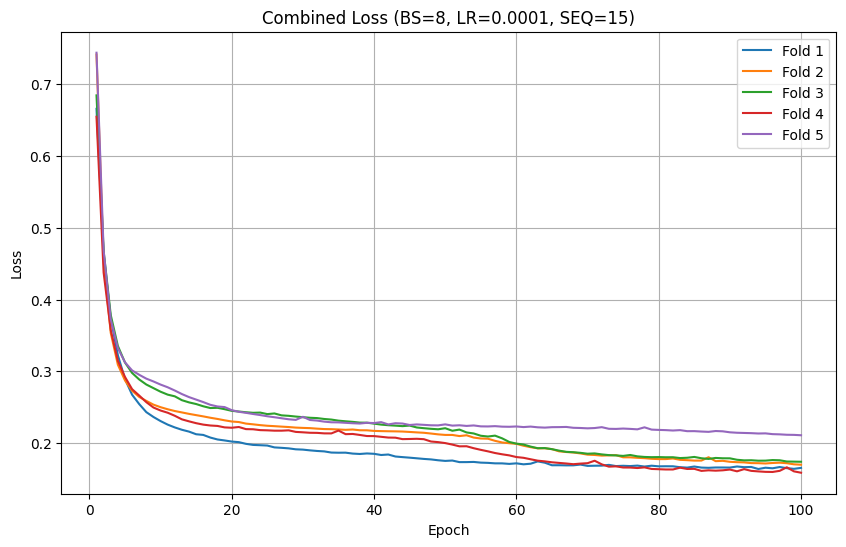 Combined Loss (BS=8, LR=0.0001, SEQ=15)
Fold 1
Fold 2
Fold 3
Fold 4
Fold 5
Loss
0.7
0.6
0.5
0.4
0.3
0.2
0
20
40
60
80
100
Epoch